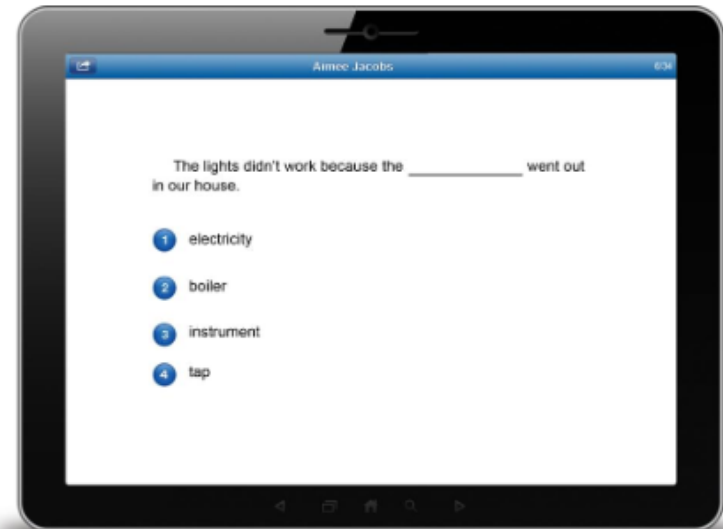 Aimee Jacobs
The lights didn't work because the ____________ went out
in our house.
1 electricity
2 boiler
3 instrument
4 tap